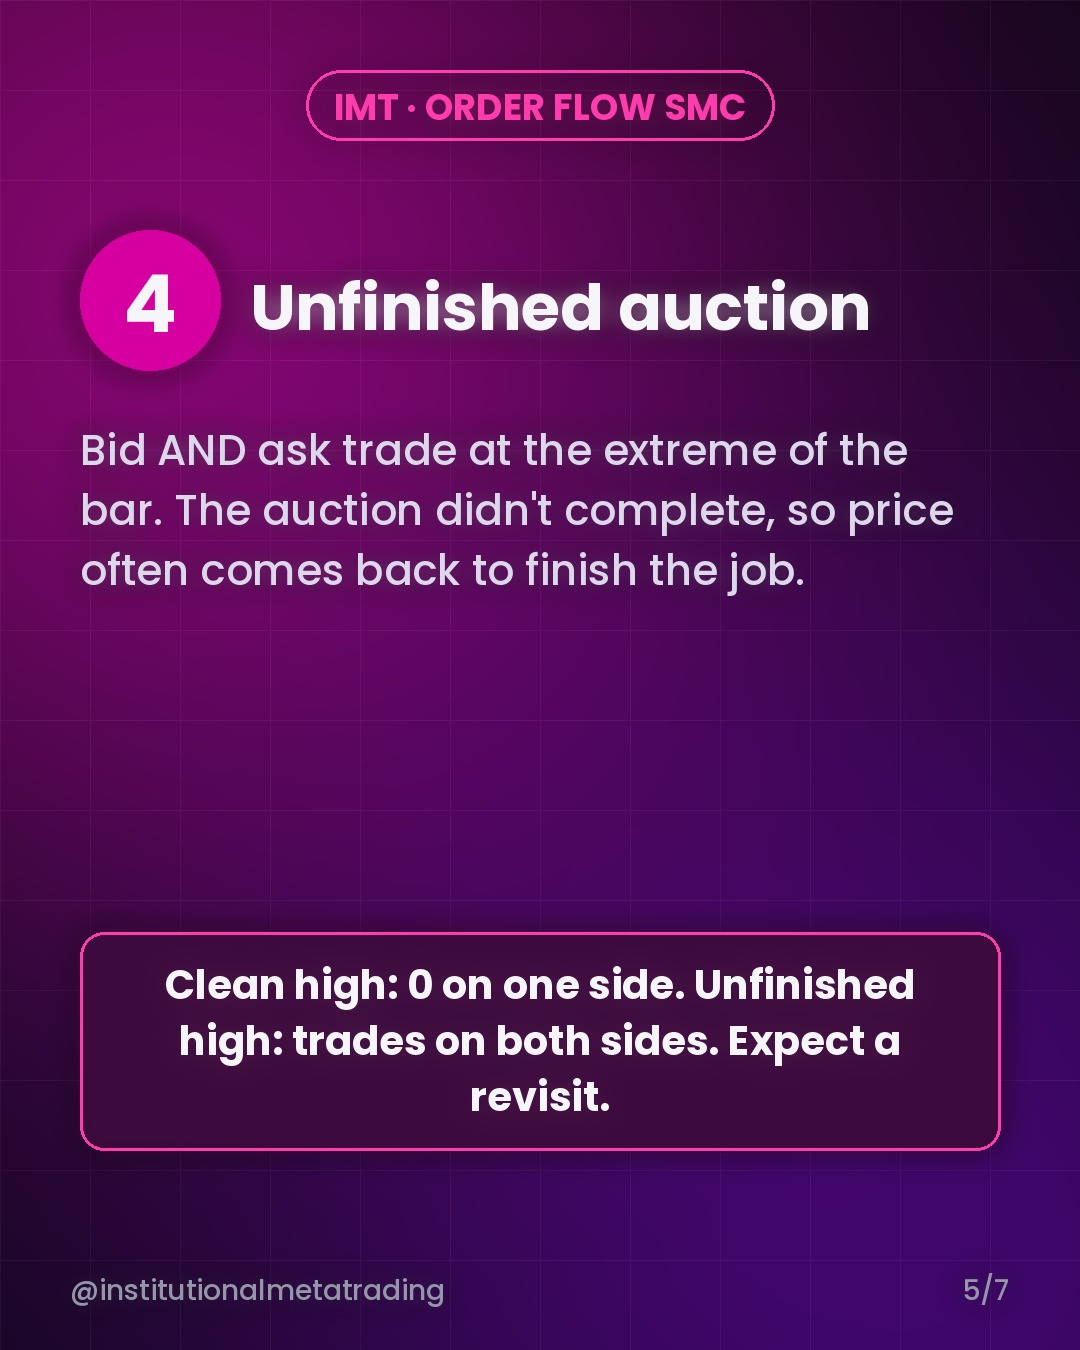 IMT · ORDER FLOW SMC
4
Unfinished auction
Bid AND ask trade at the extreme of the
bar. The auction didn't complete, so price
often comes back to finish the job.
Clean high: 0 on one side. Unfinished
high: trades on both sides. Expect a
revisit.
@institutionalmetatrading
5/7